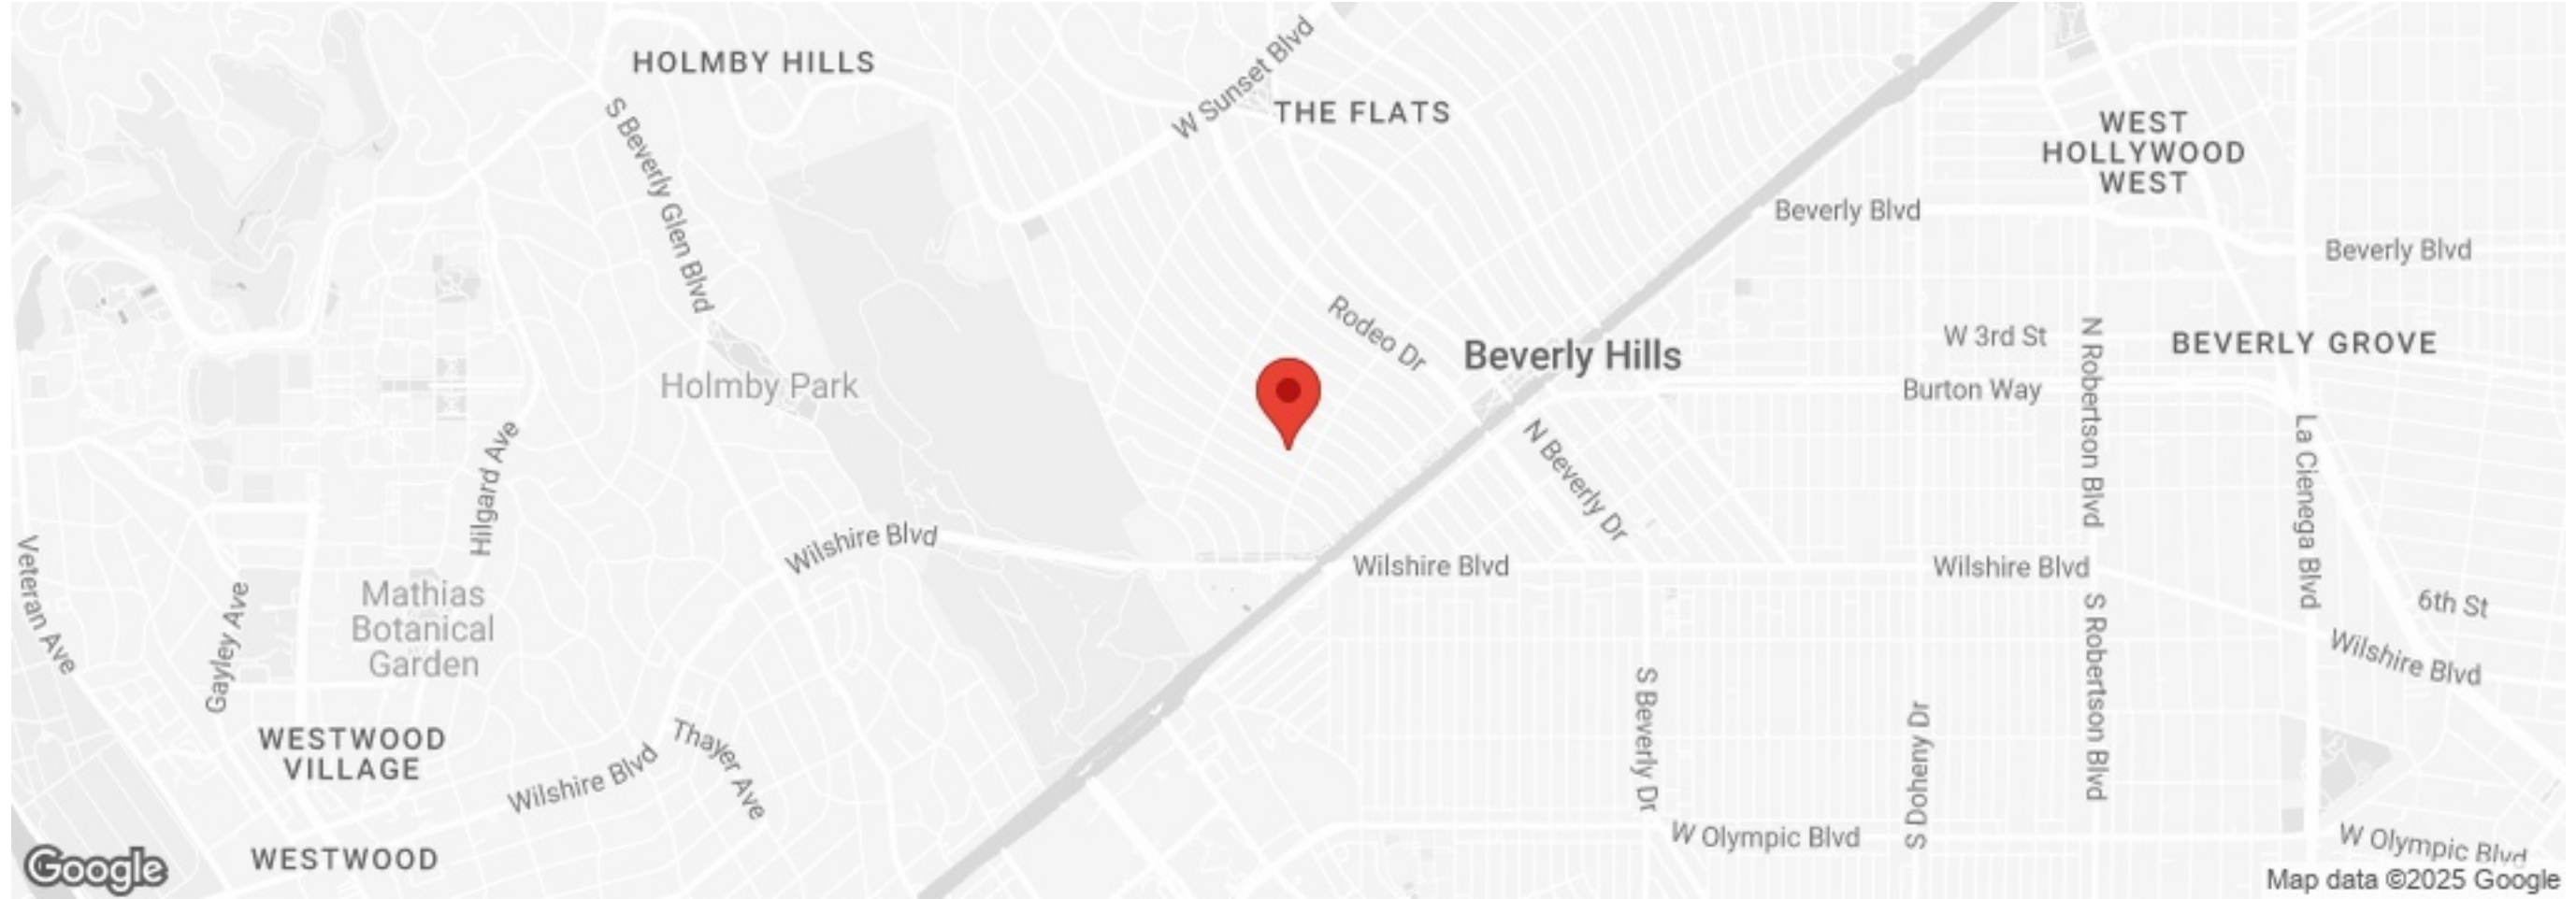 HOLMBY HILLS
W Sunset Blvd
THE FLATS
WEST
HOLLYWOOD
WEST
S Beverly Glen Blvd
Beverly Blvd
Beverly Blvd
Rodeo Dr
W 3rd St
N Robertson Blvd
BEVERLY GROVE
Beverly Hills
Holmby Park
Burton Way
Hilgard Ave
N Beverly Dr
La Cienega Blvd
Wilshire Blvd
Wilshire Blvd
Wilshire Blvd
Veteran Ave
Gayley Ave
Mathias
Botanical
Garden
6th St
S Robertson Blvd
Wilshire Blvd
S Beverly Dr
S Doheny Dr
WESTWOOD
VILLAGE
Thayer Ave
Wilshire Blvd
W Olympic Blvd
W Olympic Blvd
WESTWOOD
Google
Map data ©2025 Google